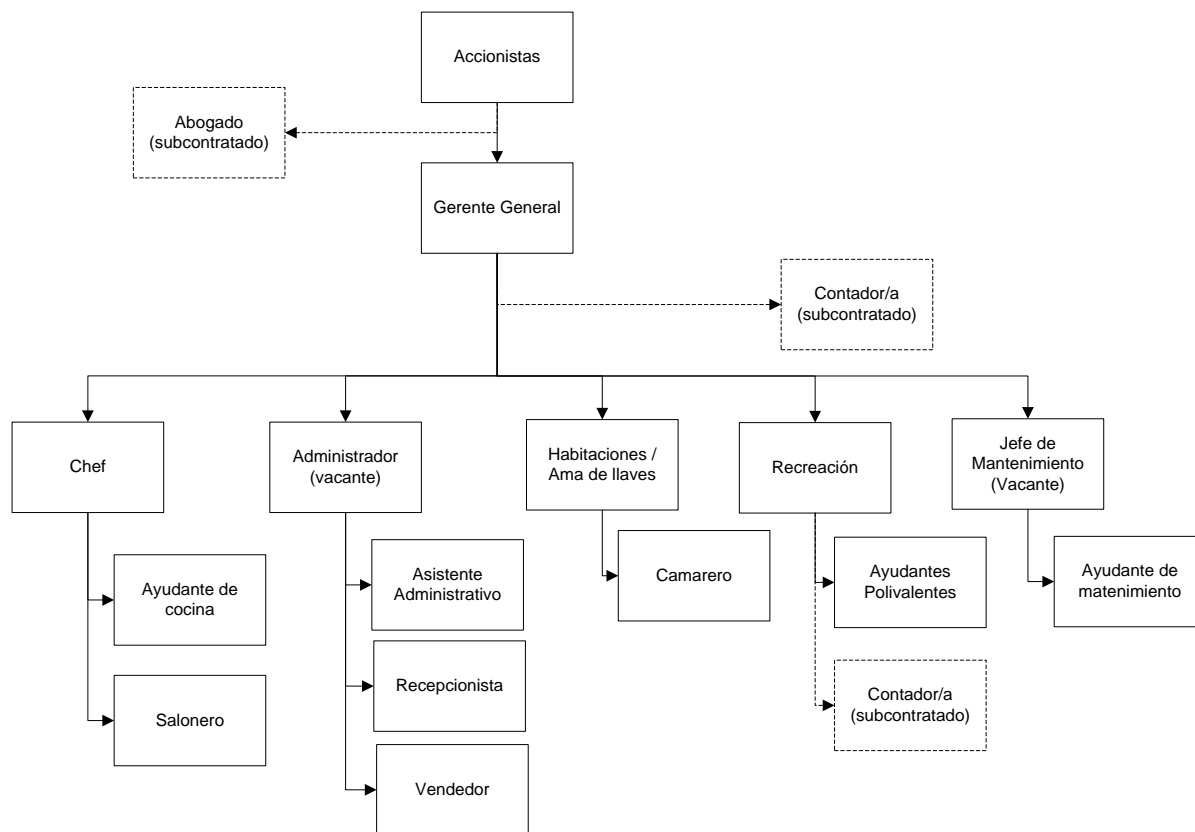 Accionistas
Abogado
(subcontratado)
Gerente General
Contador/a
(subcontratado)
Chef
Administrador
(vacante)
Habitaciones /
Ama de llaves
Recreación
Jefe de
Mantenimiento
(Vacante)
Ayudante de
cocina
Asistente
Administrativo
Camarero
Ayudantes
Polivalentes
Ayudante de
matenimiento
Salonero
Recepcionista
Contador/a
(subcontratado)
Vendedor